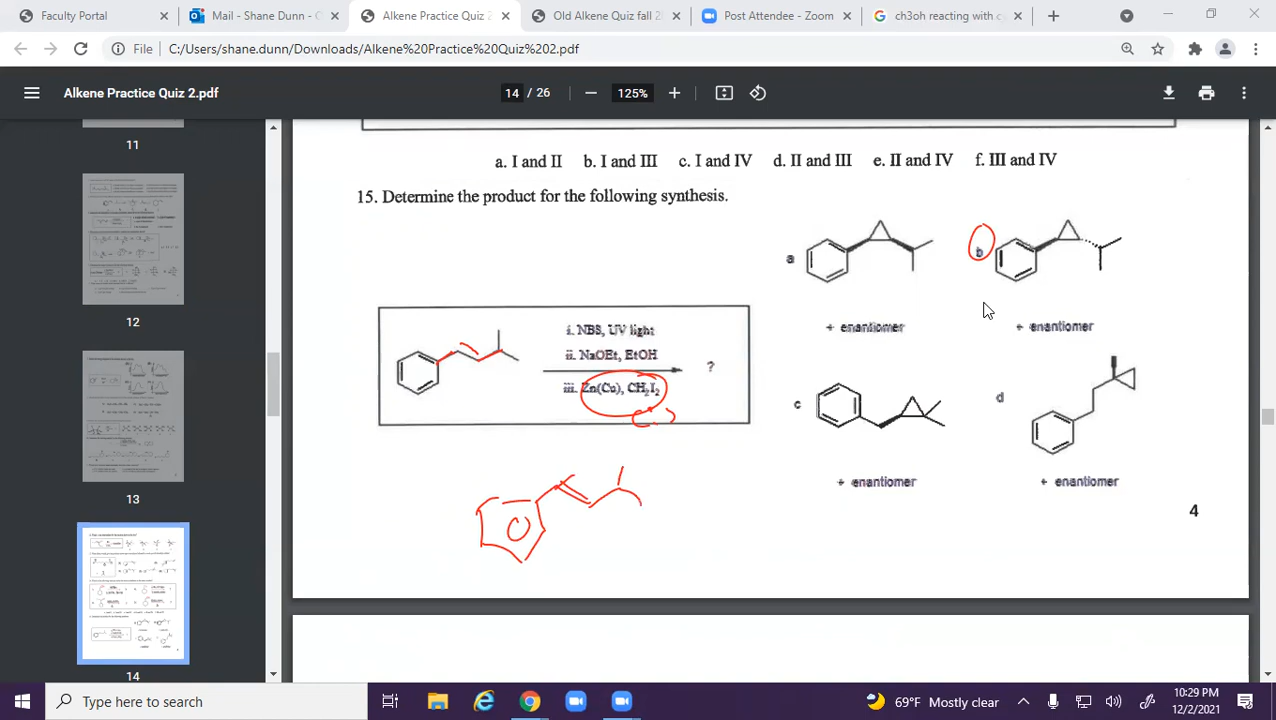 Faculty Portal
Mail - Shane Dunn - C
Alkene Practice Quiz 2
Old Alkene Quiz fall 2
Post Attendee - Zoom
ch3oh reacting with c
File
C:/Users/shane.dunn/Downloads/Alkene%20Practice%20Quiz%202.pdf
Alkene Practice Quiz 2.pdf
14 / 26
125%
11
12
13
14
a. I and II b. I and III c. I and IV d. II and III e. II and IV f. III and IV
15. Determine the product for the following synthesis.
a
b
+ enantiomer
+ enantiomer
i. NBS, UV light
ii. NaOEt, EtOH
iii. Zn(Cu), CH₂I₂
?
c
d
+ enantiomer
+ enantiomer
4
Type here to search
69°F Mostly clear
10:29 PM
12/2/2021